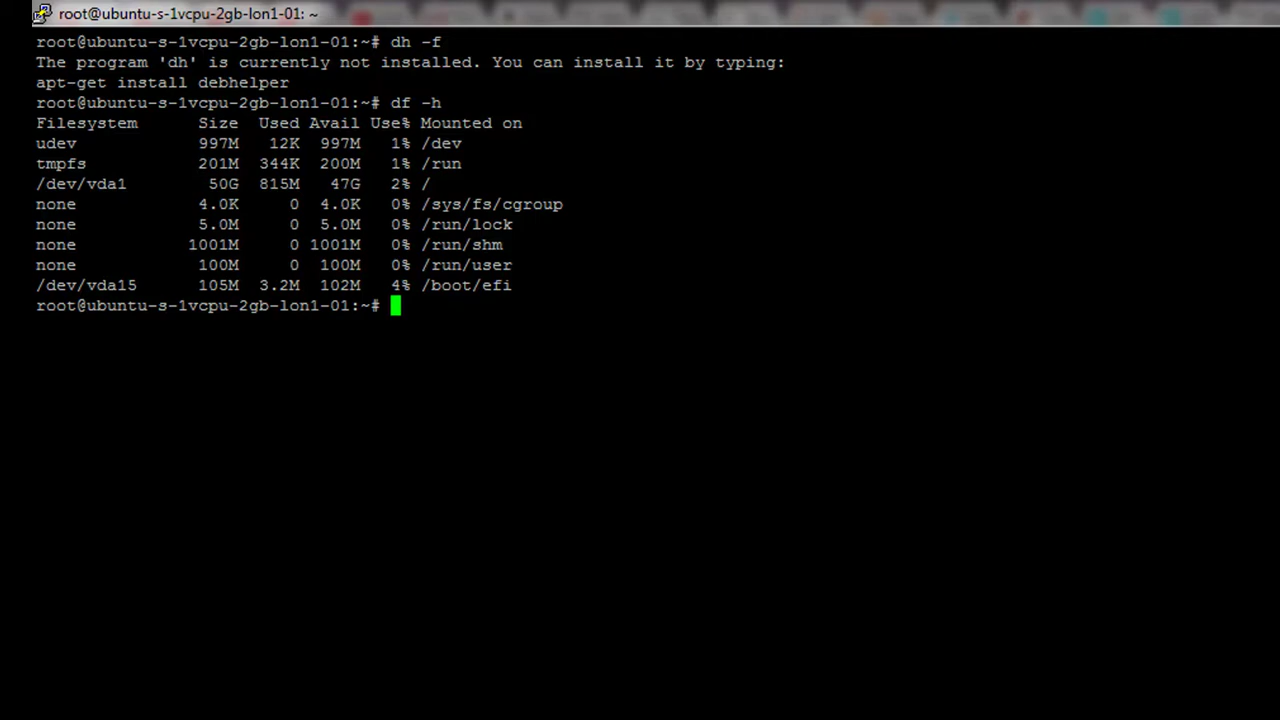 root@ubuntu-s-1vcpu-2gb-lon1-01: ~
root@ubuntu-s-1vcpu-2gb-lon1-01:~# dh -f
The program 'dh' is currently not installed. You can install it by typing:
apt-get install debhelper
root@ubuntu-s-1vcpu-2gb-lon1-01:~# df -h
Filesystem      Size  Used Avail Use% Mounted on
udev            997M   12K  997M   1% /dev
tmpfs           201M  344K  200M   1% /run
/dev/vda1        50G  815M   47G   2% /
none            4.0K     0  4.0K   0% /sys/fs/cgroup
none            5.0M     0  5.0M   0% /run/lock
none           1001M     0 1001M   0% /run/shm
none            100M     0  100M   0% /run/user
/dev/vda15      105M  3.2M  102M   4% /boot/efi
root@ubuntu-s-1vcpu-2gb-lon1-01:~#